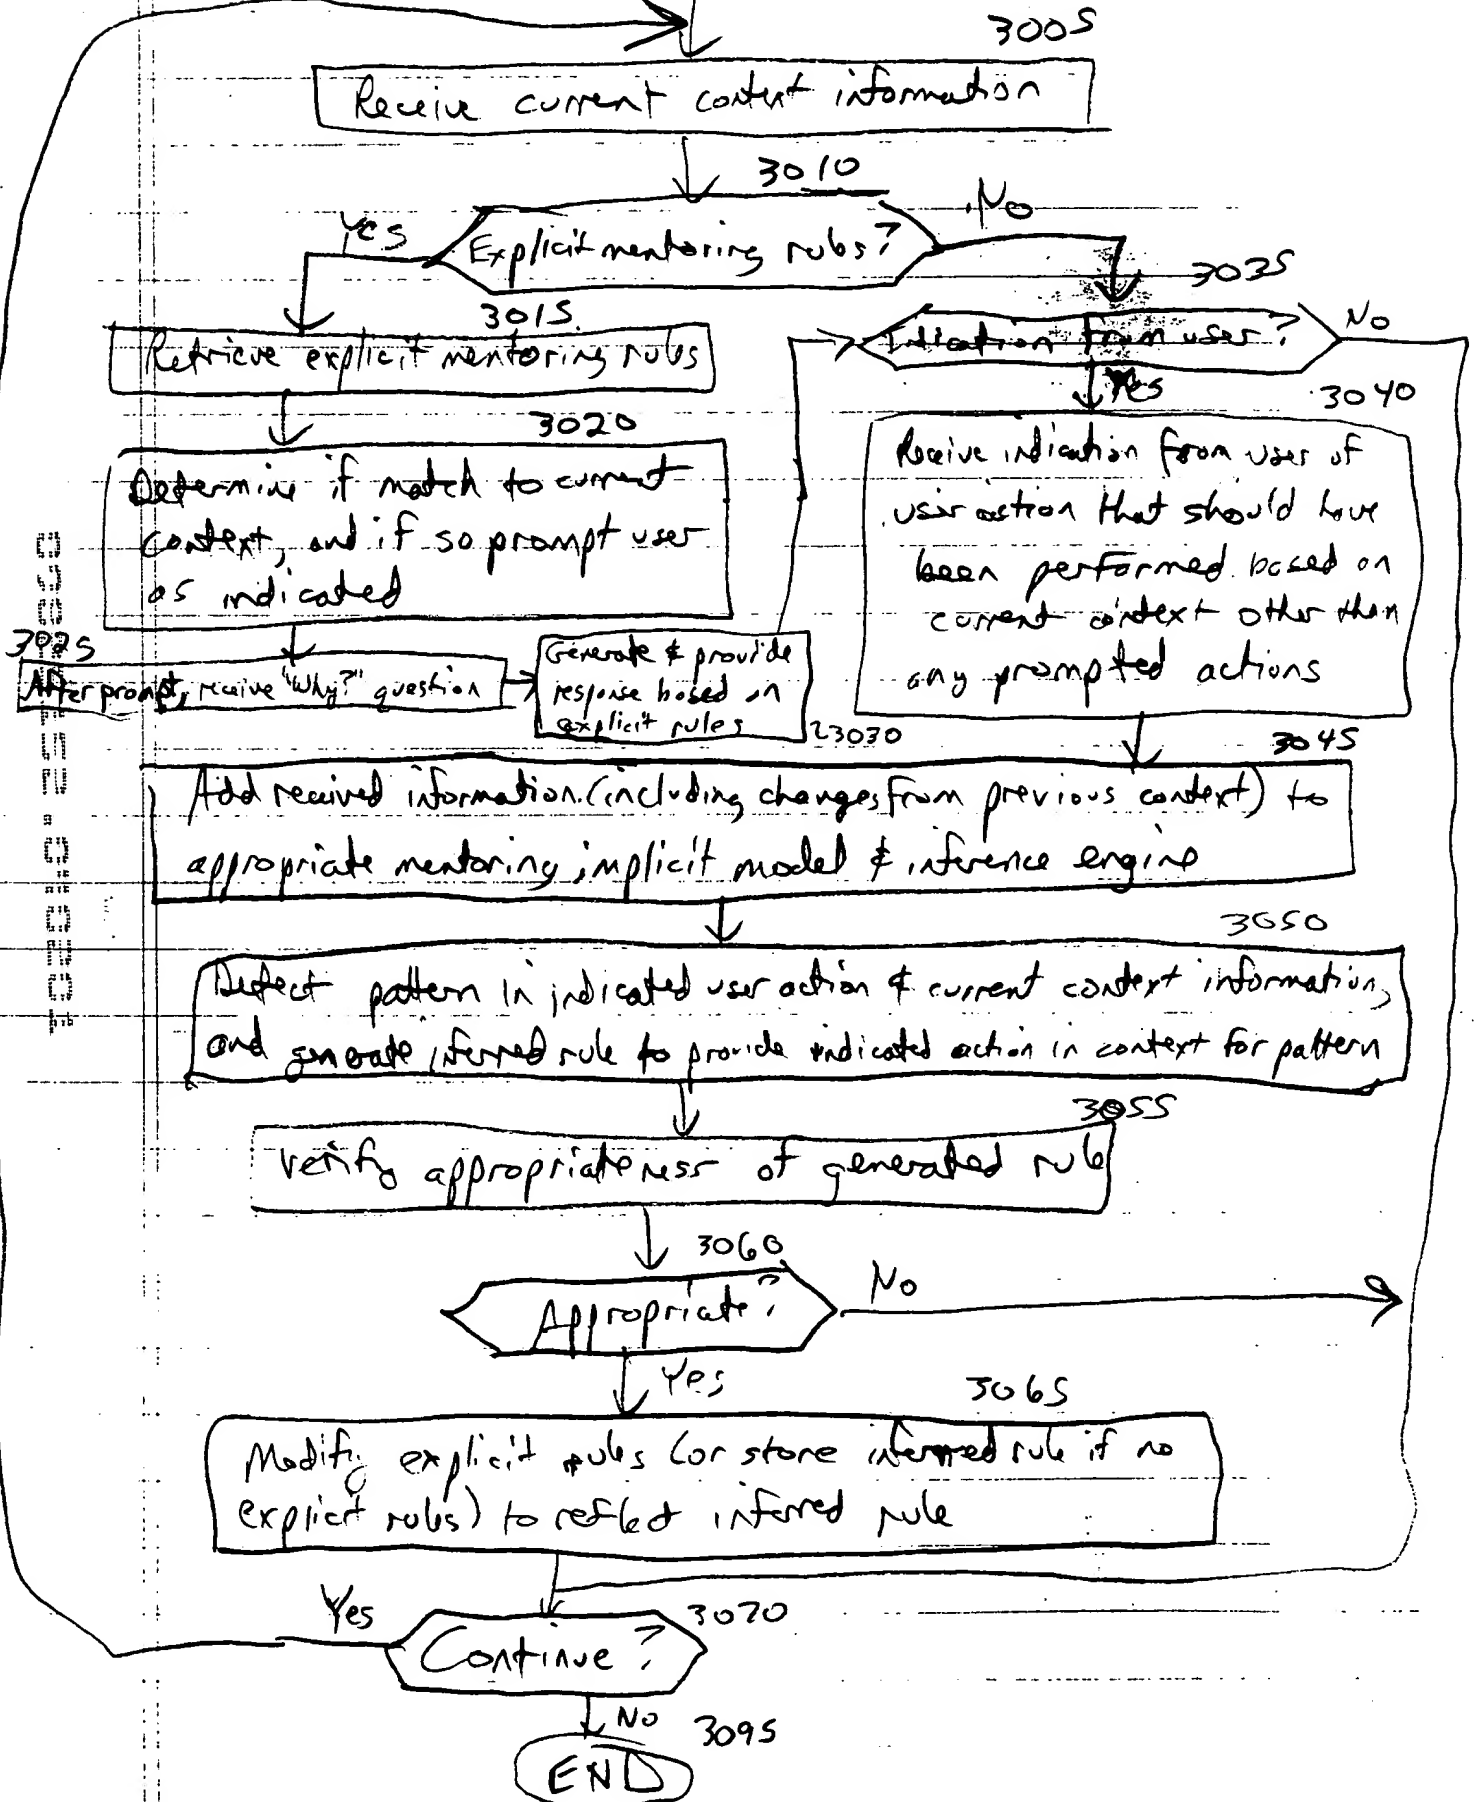 3005
Receive current context information
3010
Yes
No
Explicit mentoring rules?
3035
3015
Retrieve explicit mentoring rules
Indication from user?
No
Yes
3040
3020
Determine if match to current
context, and if so prompt user
as indicated
Receive indication from user of
user action that should have
been performed based on
current context other than
any prompted actions
3025
After prompt, receive "Why?" question
Generate & provide
response based on
explicit rules
3030
3045
Add received information (including changes from previous context) to
appropriate mentoring implicit model & inference engine
3050
Detect pattern in indicated user action & current context information,
and generate inferred rule to provide indicated action in context for pattern
3055
Verify appropriateness of generated rule
3060
Appropriate?
No
Yes
3065
Modify explicit rules (or store inferred rule if no
explicit rules) to reflect inferred rule
Yes
3070
Continue?
No
3095
END